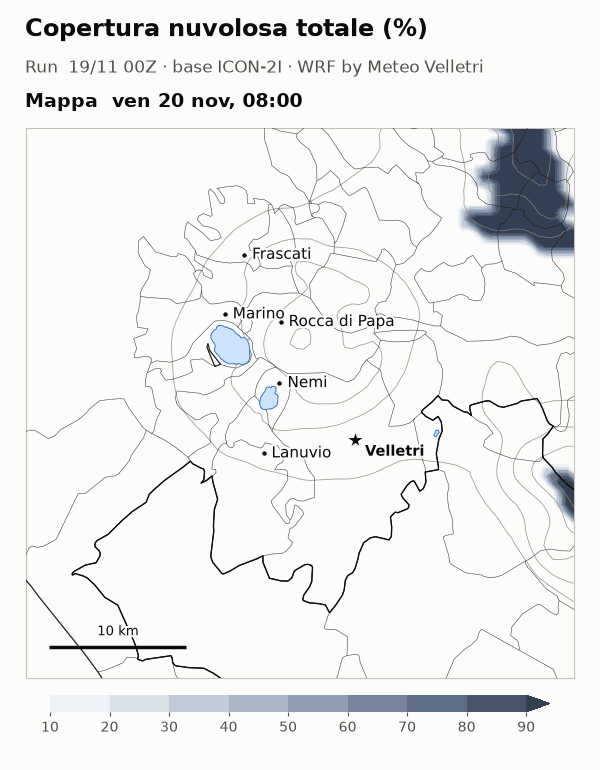 Copertura nuvolosa totale (%)
Run  19/11 00Z · base ICON-2I · WRF by Meteo Velletri
Mappa  ven 20 nov, 08:00
Frascati
Marino
Rocca di Papa
Nemi
Velletri
Lanuvio
10 km
10 20 30 40 50 60 70 80 90